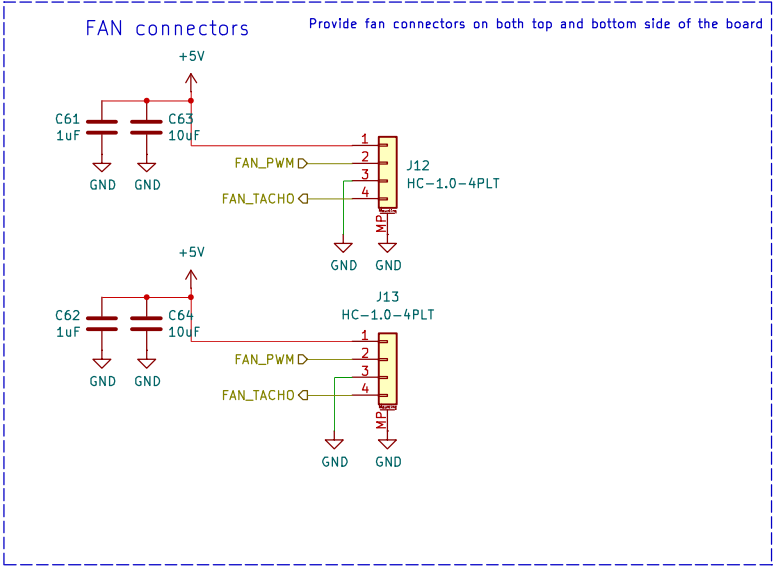 FAN connectors
Provide fan connectors on both top and bottom side of the board
+5V
C61
1uF
C63
10uF
GND
GND
1
2
3
4
FAN_PWM
FAN_TACHO
J12
HC-1.0-4PLT
MP
GND
GND
+5V
C62
1uF
C64
10uF
GND
GND
J13
HC-1.0-4PLT
1
2
3
4
FAN_PWM
FAN_TACHO
MP
GND
GND